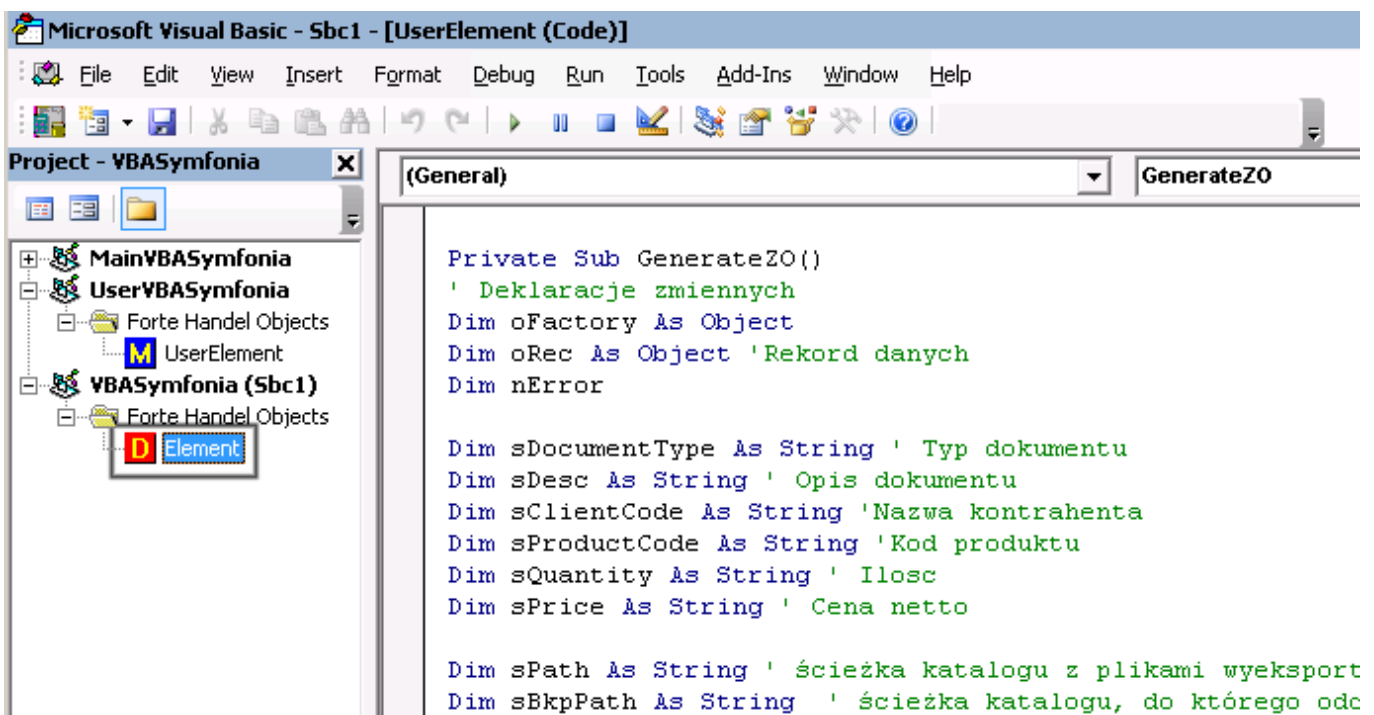 Microsoft Visual Basic - Sbc1 - [UserElement (Code)]
File Edit View Insert Format Debug Run Tools Add-Ins Window Help
Project - VBASymfonia
(General) GenerateZO
MainVBASymfonia
UserVBASymfonia
Forte Handel Objects
M UserElement
VBASymfonia (Sbc1)
Forte Handel Objects
D Element
Private Sub GenerateZO()
' Deklaracje zmiennych
Dim oFactory As Object
Dim oRec As Object 'Rekord danych
Dim nError
Dim sDocumentType As String ' Typ dokumentu
Dim sDesc As String ' Opis dokumentu
Dim sClientCode As String 'Nazwa kontrahenta
Dim sProductCode As String 'Kod produktu
Dim sQuantity As String ' Ilosc
Dim sPrice As String ' Cena netto
Dim sPath As String ' ścieżka katalogu z plikami wyeksport
Dim sBkpPath As String ' ścieżka katalogu, do którego odc